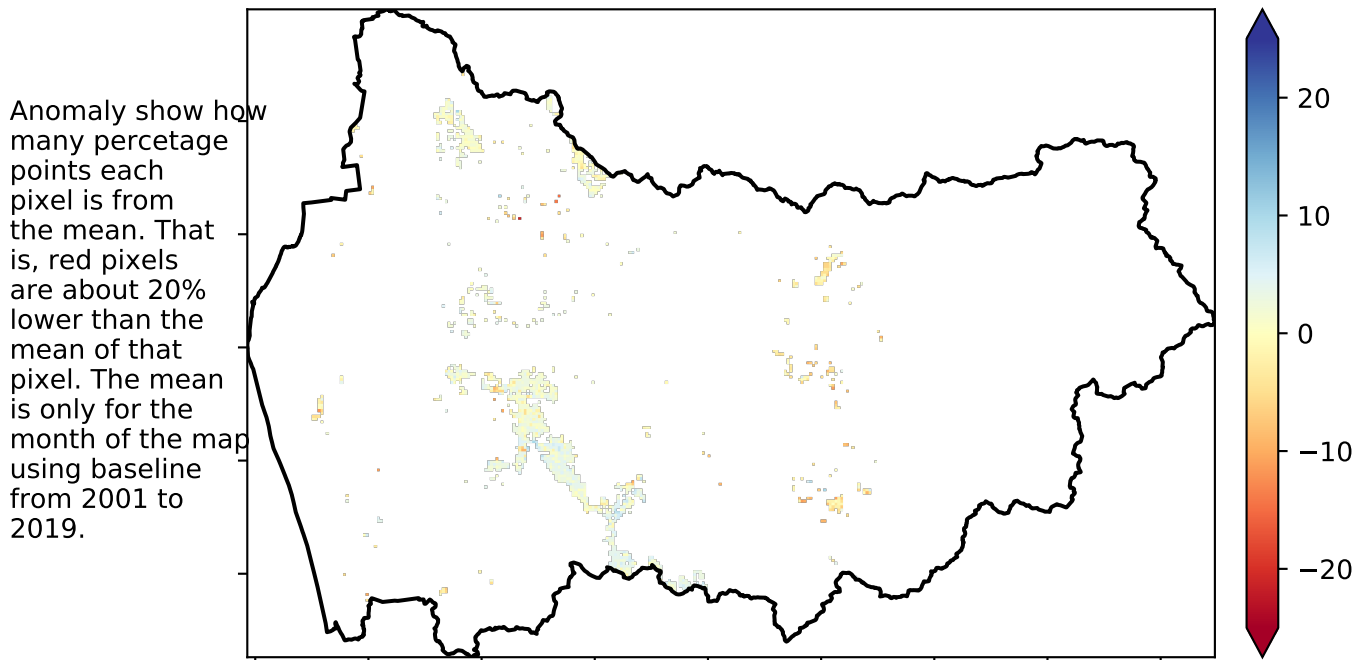 Anomaly show how
many percetage
points each
pixel is from
the mean. That
is, red pixels
are about 20%
lower than the
mean of that
pixel. The mean
is only for the
month of the map
using baseline
from 2001 to
2019.
20
10
0
−10
−20